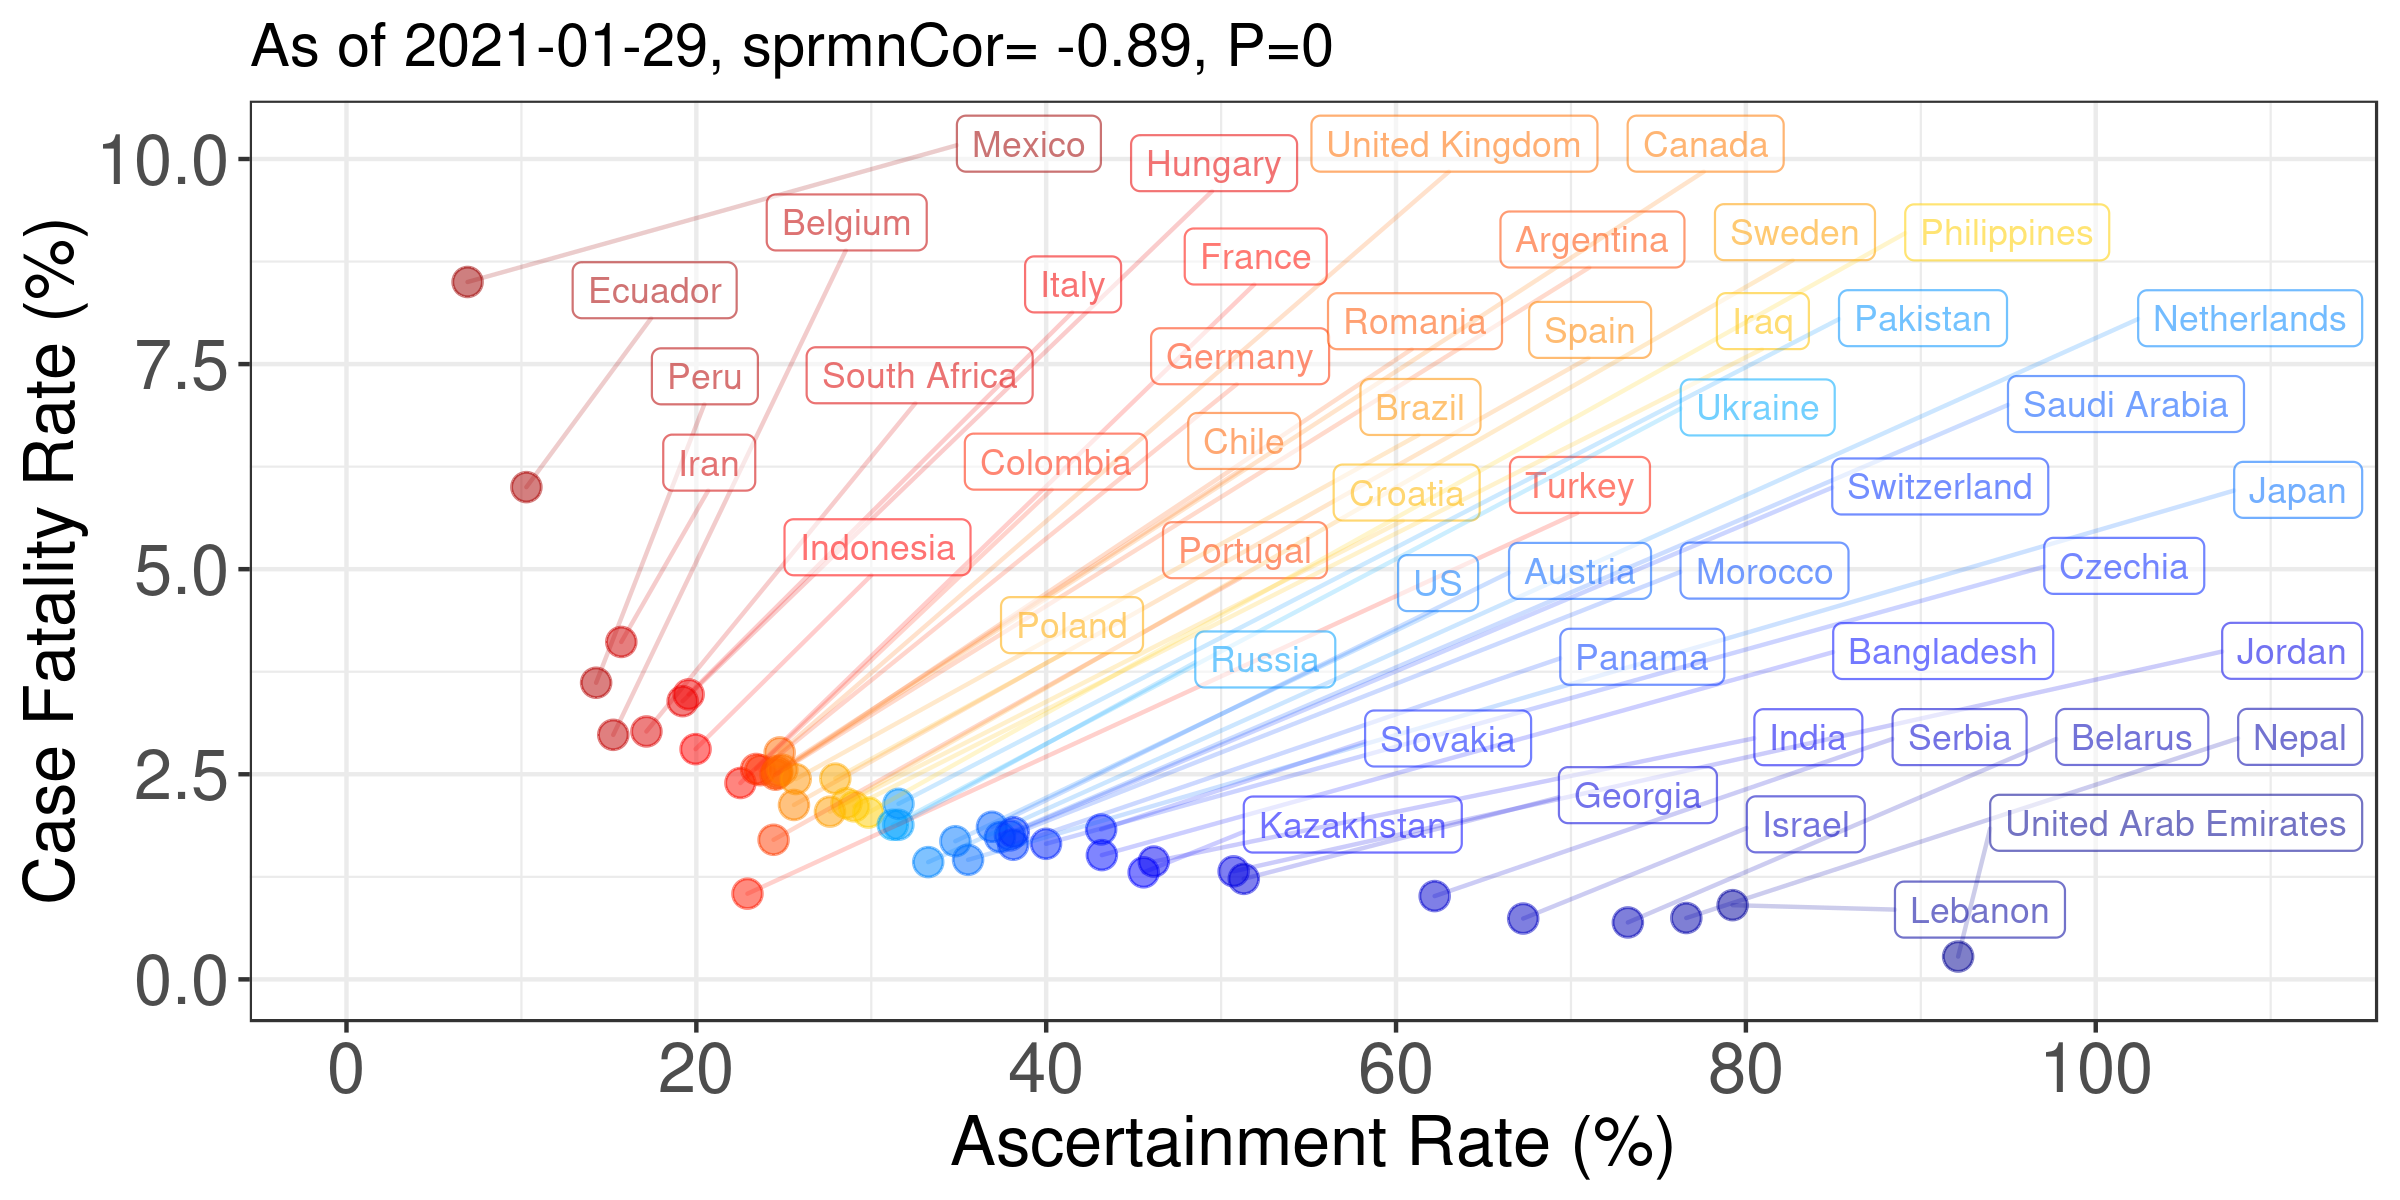 As of 2021-01-29, sprmnCor= -0.89, P=0
Case Fatality Rate (%)
10.0
7.5
5.0
2.5
0.0
Mexico
Hungary
United Kingdom
Canada
Belgium
France
Argentina
Sweden
Philippines
Ecuador
Italy
Romania
Spain
Iraq
Pakistan
Netherlands
Peru
South Africa
Germany
Brazil
Ukraine
Saudi Arabia
Iran
Colombia
Chile
Croatia
Turkey
Switzerland
Japan
Indonesia
Portugal
US
Austria
Morocco
Czechia
Poland
Russia
Panama
Bangladesh
Jordan
Slovakia
India
Serbia
Belarus
Nepal
Kazakhstan
Georgia
Israel
United Arab Emirates
Lebanon
0
20
40
60
80
100
Ascertainment Rate (%)